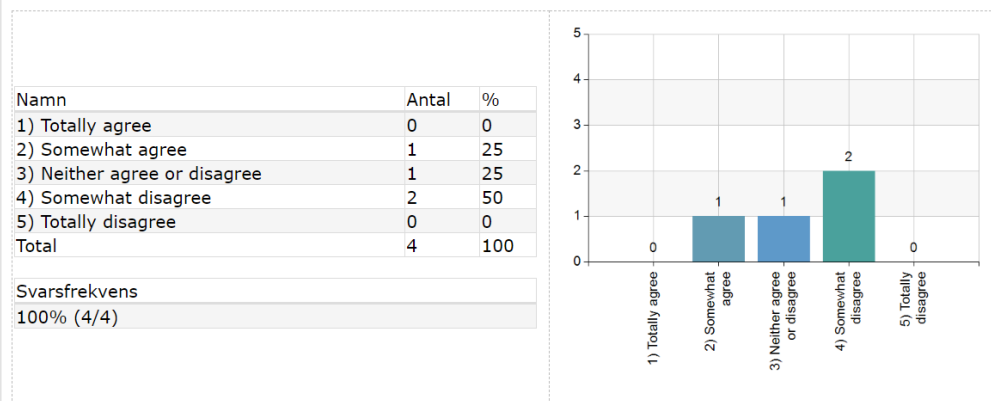 Namn Antal %
1) Totally agree 0 0
2) Somewhat agree 1 25
3) Neither agree or disagree 1 25
4) Somewhat disagree 2 50
5) Totally disagree 0 0
Total 4 100
Svarsfrekvens
100% (4/4)
5
4
3
2
1
0
0
1
1
2
0
1) Totally agree
2) Somewhat
agree
3) Neither agree
or disagree
4) Somewhat
disagree
5) Totally
disagree